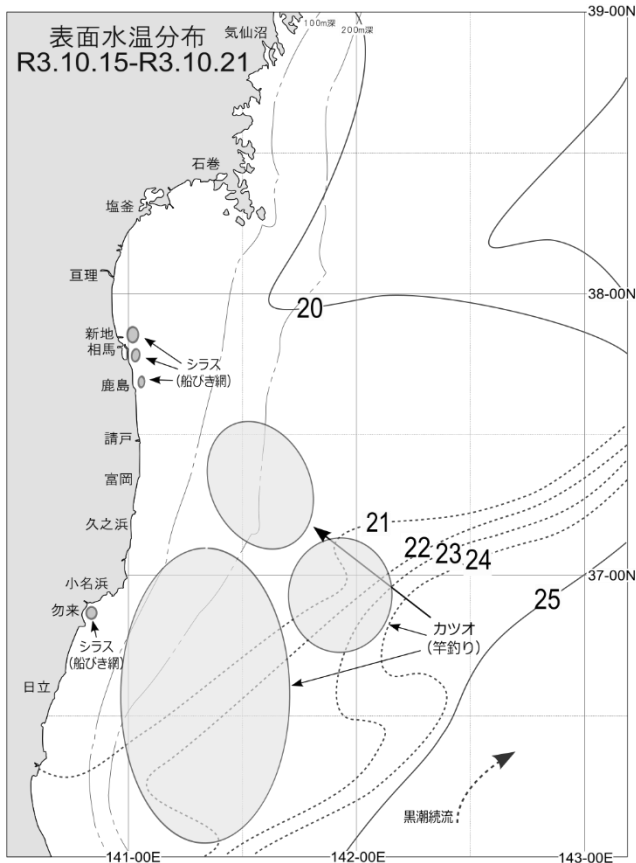 表面水温分布
R3.10.15-R3.10.21
気仙沼
100m深
200m深
39-00N
石巻
塩釜
亘理
38-00N
20
新地
相馬
シラス
(船びき網)
鹿島
請戸
富岡
久之浜
21
22
23
24
37-00N
25
小名浜
勿来
シラス
(船びき網)
カツオ
(竿釣り)
日立
黒潮続流
141-00E
142-00E
143-00E